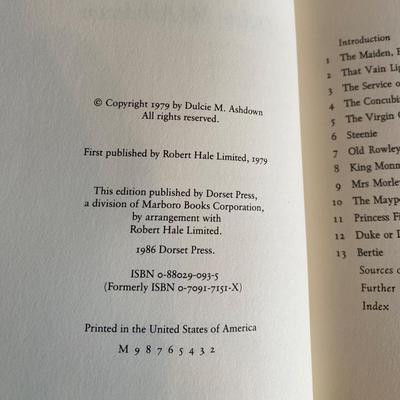 © Copyright 1979 by Dulcie M. Ashdown
All rights reserved.
First published by Robert Hale Limited, 1979
This edition published by Dorset Press,
a division of Marboro Books Corporation,
by arrangement with
Robert Hale Limited.
1986 Dorset Press.
ISBN 0-88029-093-5
(Formerly ISBN 0-7091-7151-X)
Printed in the United States of America
M 9 8 7 6 5 4 3 2
Introduction
1 The Maiden,
2 That Vain
3 The Service
4 The
5 The Virgin
6 Steenie
7 Old Rowley
8 King
9 Mrs
10 The
11 Princess
12 Duke or
13 Bertie
Sources
Further
Index